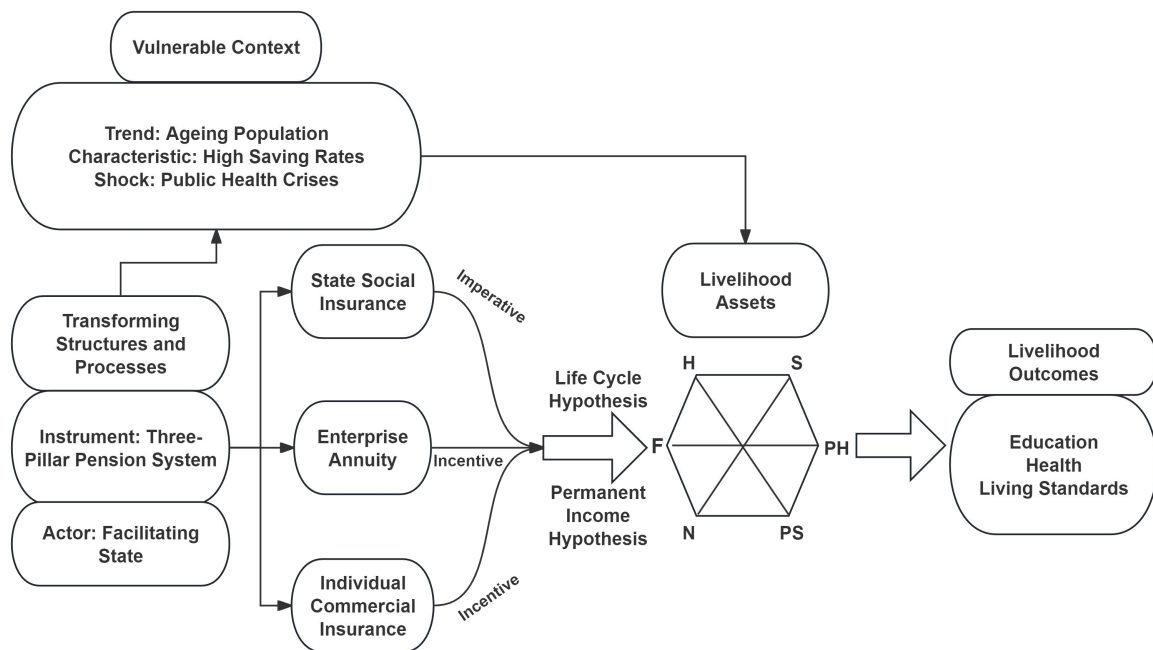 Vulnerable Context
Trend: Ageing Population
Characteristic: High Saving Rates
Shock: Public Health Crises
Transforming
Structures and
Processes
Instrument: Three-
Pillar Pension System
Actor: Facilitating
State
State Social
Insurance
Enterprise
Annuity
Individual
Commercial
Insurance
Imperative
Incentive
Incentive
Life Cycle
Hypothesis
Permanent
Income
Hypothesis
Livelihood
Assets
H
S
F
PH
N
PS
Livelihood
Outcomes
Education
Health
Living Standards